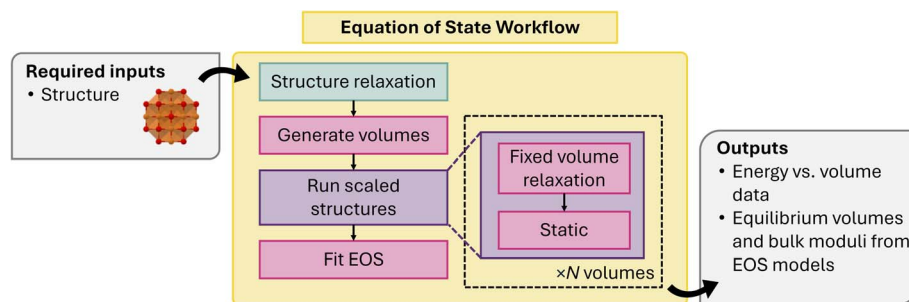 Equation of State Workflow
Required inputs
• Structure
Structure relaxation
Generate volumes
Run scaled
structures
Fit EOS
Fixed volume
relaxation
Static
×N volumes
Outputs
• Energy vs. volume
data
• Equilibrium volumes
and bulk moduli from
EOS models